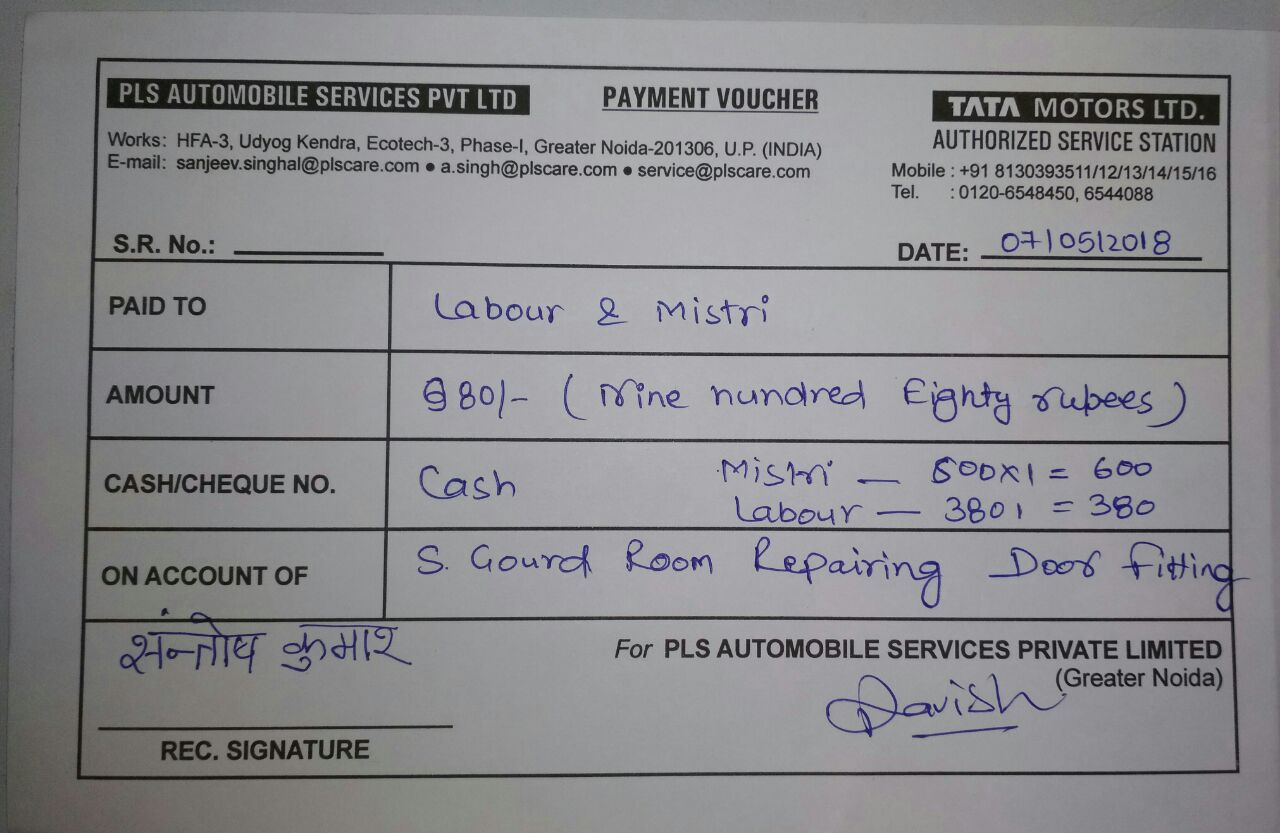 PLS AUTOMOBILE SERVICES PVT LTD
PAYMENT VOUCHER
TATA MOTORS LTD.
AUTHORIZED SERVICE STATION
Works: HFA-3, Udyog Kendra, Ecotech-3, Phase-I, Greater Noida-201306, U.P. (INDIA)
E-mail: sanjeev.singhal@plscare.com ● a.singh@plscare.com ● service@plscare.com
Mobile : +91 8130393511/12/13/14/15/16
Tel. : 0120-6548450, 6544088
S.R. No.:
DATE: 07/05/2018
PAID TO Labour & Mistri
AMOUNT 980/- (Nine hundred Eighty rupees)
CASH/CHEQUE NO. Cash Mistri — 600x1 = 600
Labour — 3801 = 380
ON ACCOUNT OF S. Gourd Room Repairing Door fitting
सन्तोष कुमार
For PLS AUTOMOBILE SERVICES PRIVATE LIMITED
(Greater Noida)
REC. SIGNATURE